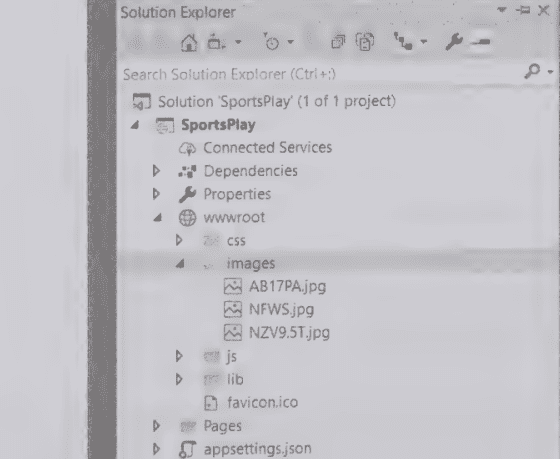 Solution Explorer
Search Solution Explorer (Ctrl+;)
Solution 'SportsPlay' (1 of 1 project)
SportsPlay
Connected Services
Dependencies
Properties
wwwroot
css
images
AB17PA.jpg
NFWS.jpg
NZV9.5T.jpg
js
lib
favicon.ico
Pages
appsettings.json